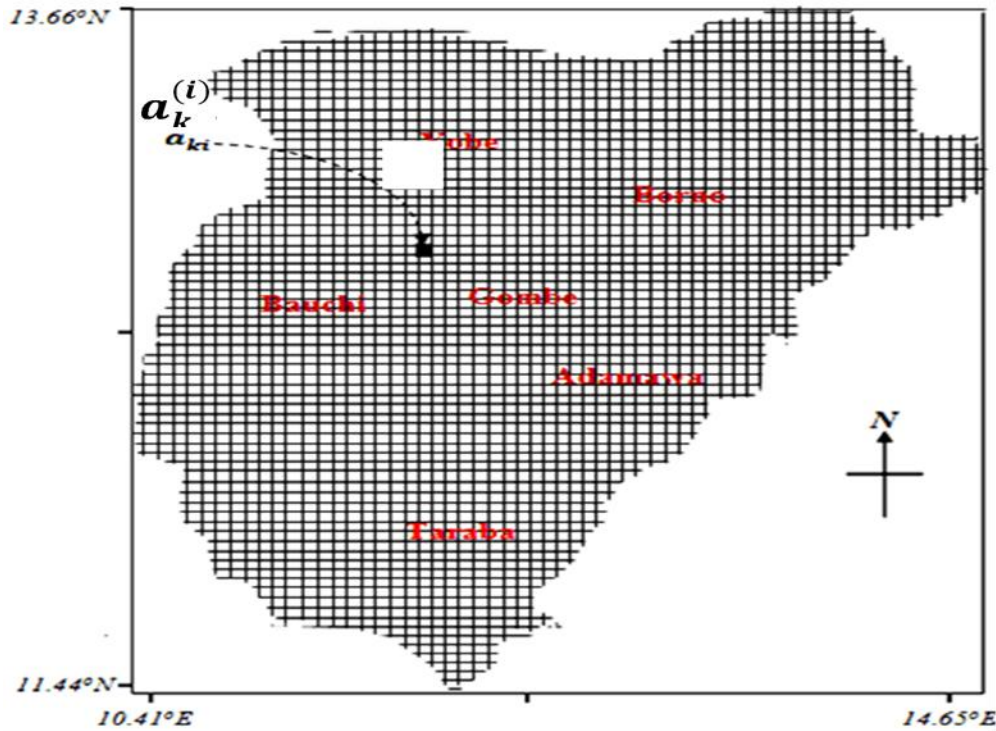 13.66°N
a_k^(i)
a_ki
Yobe
Borno
Bauchi
Gombe
Adamawa
N
Taraba
11.44°N
10.41°E
14.65°E